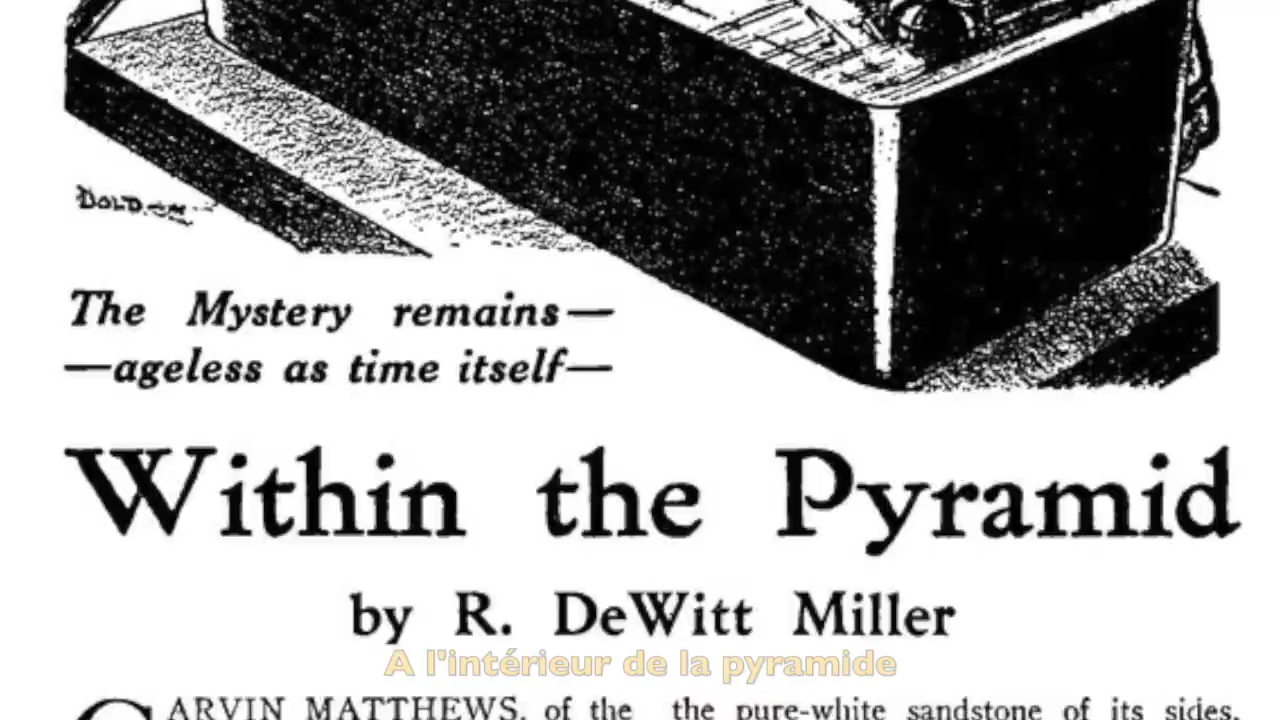 DOLD
The Mystery remains—
—ageless as time itself—
Within the Pyramid
by R. DeWitt Miller
A l'intérieur de la pyramide
GARVIN MATTHEWS, of the
the pure-white sandstone of its sides,